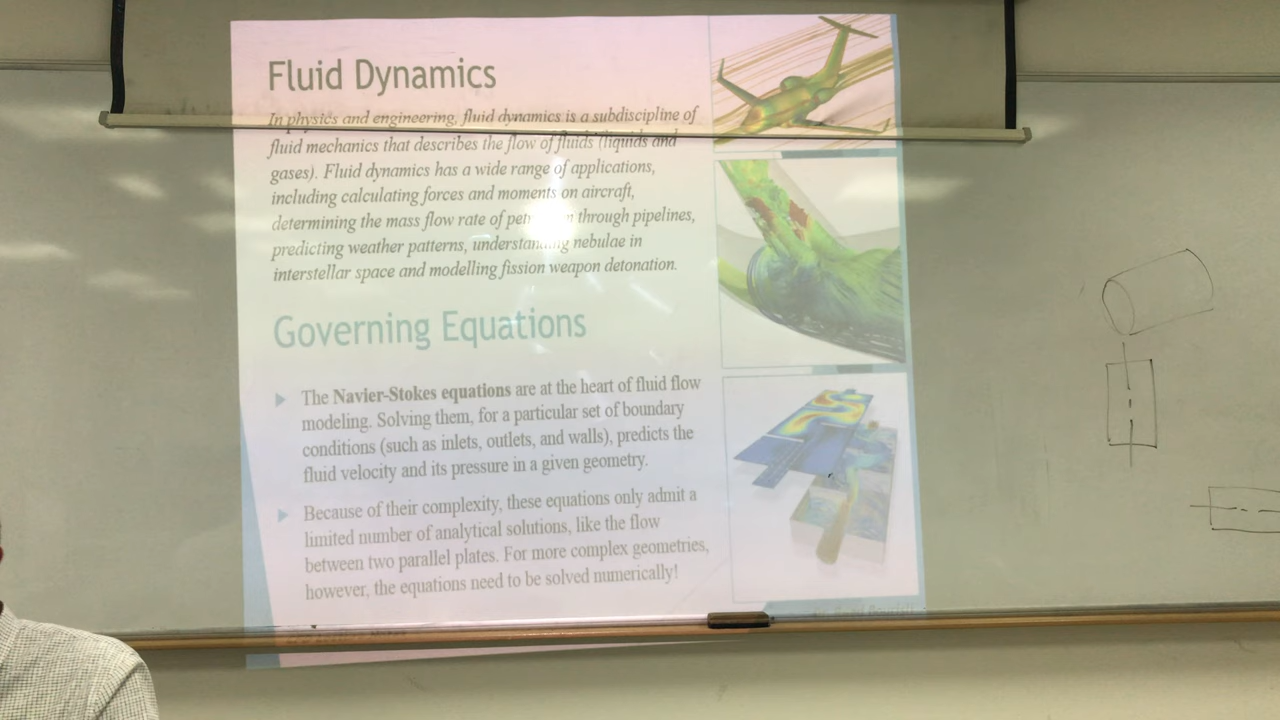 Fluid Dynamics
In physics and engineering, fluid dynamics is a subdiscipline of
fluid mechanics that describes the flow of fluids (liquids and
gases). Fluid dynamics has a wide range of applications,
including calculating forces and moments on aircraft,
determining the mass flow rate of through pipelines,
predicting weather patterns, understanding nebulae in
interstellar space and modelling fission weapon detonation.
Governing Equations
The Navier-Stokes equations are at the heart of fluid flow
modeling. Solving them, for a particular set of boundary
conditions (such as inlets, outlets, and walls), predicts the
fluid velocity and its pressure in a given geometry.
Because of their complexity, these equations only admit a
limited number of analytical solutions, like the flow
between two parallel plates. For more complex geometries,
however, the equations need to be solved numerically!